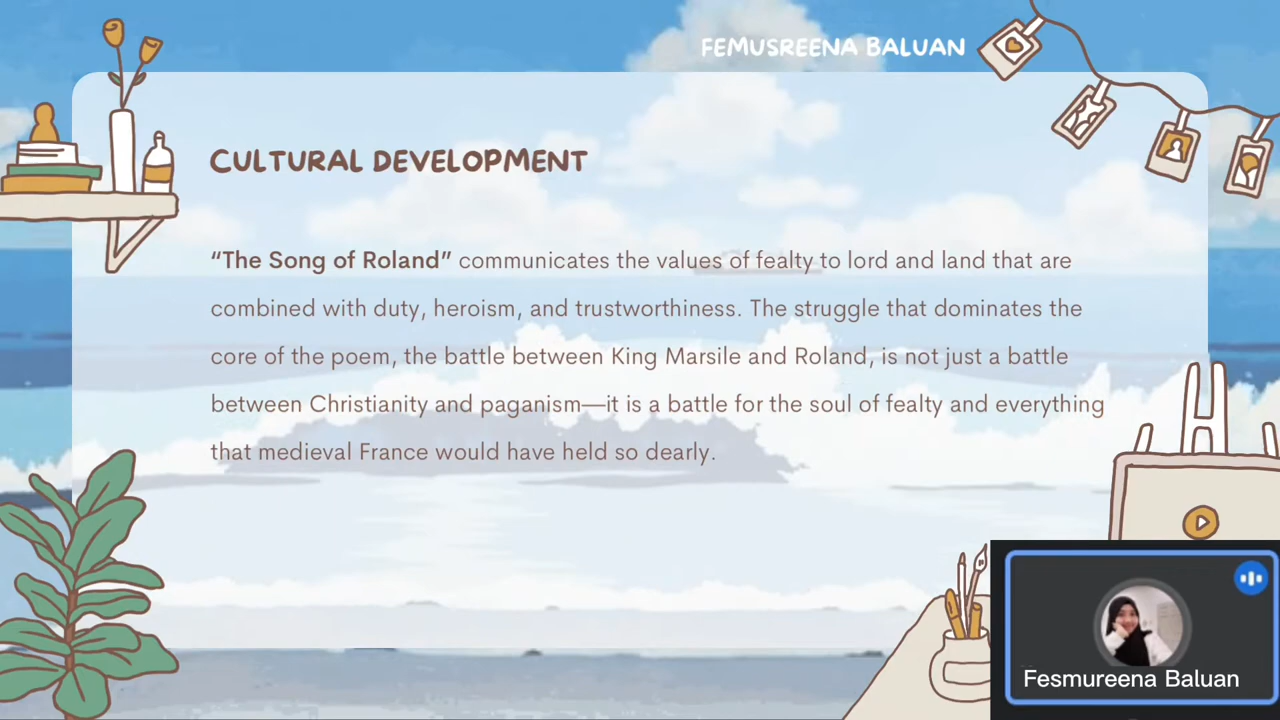 FEMUSREENA BALUAN
CULTURAL DEVELOPMENT
“The Song of Roland” communicates the values of fealty to lord and land that are
combined with duty, heroism, and trustworthiness. The struggle that dominates the
core of the poem, the battle between King Marsile and Roland, is not just a battle
between Christianity and paganism—it is a battle for the soul of fealty and everything
that medieval France would have held so dearly.
Fesmureena Baluan